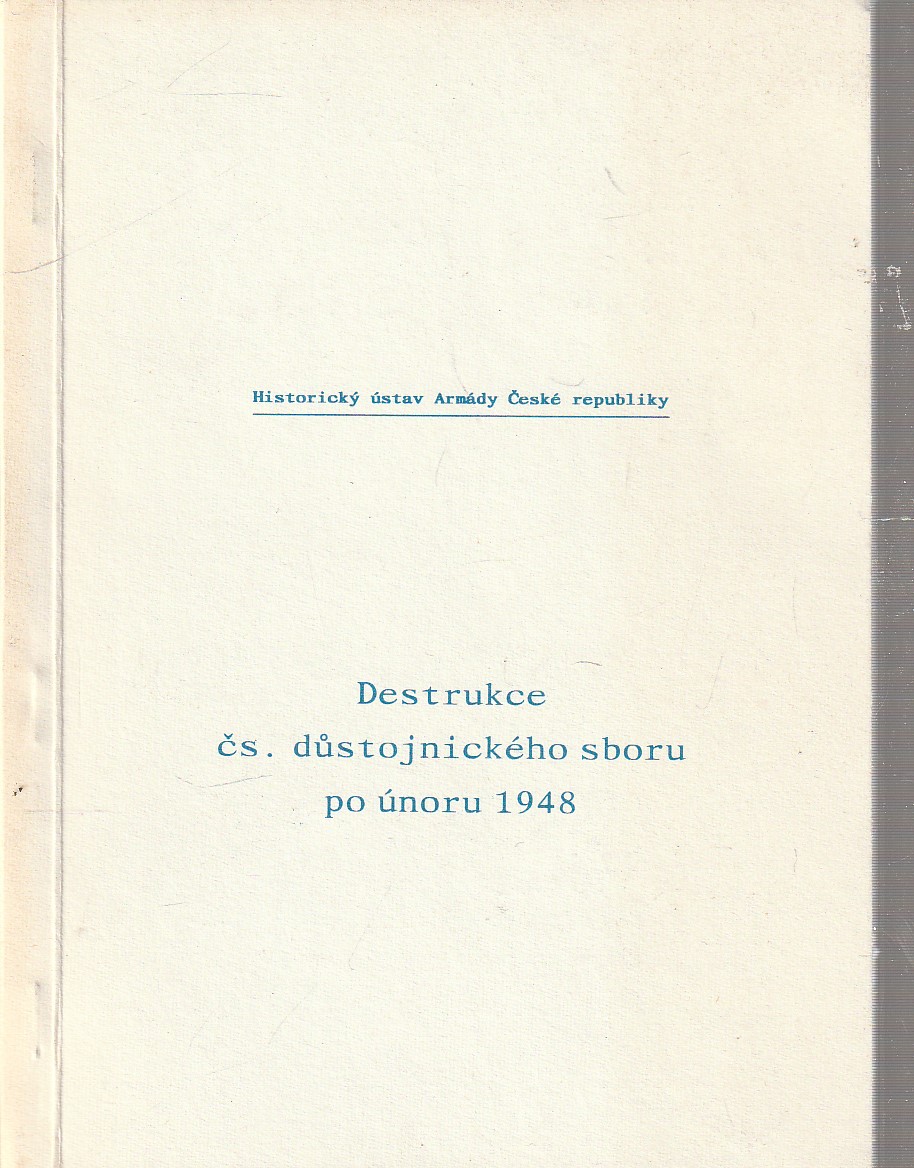 Historický ústav Armády České republiky
Destrukce
čs. důstojnického sboru
po únoru 1948